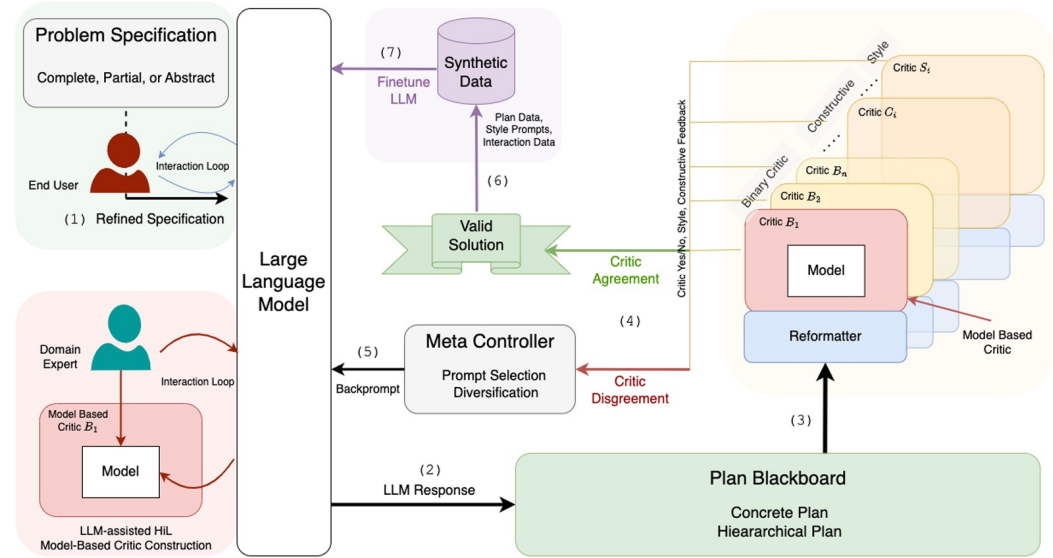 Problem Specification
Complete, Partial, or Abstract
End User
Interaction Loop
(1) Refined Specification
Domain
Expert
Interaction Loop
Model Based
Critic B1
Model
LLM-assisted HiL
Model-Based Critic Construction
Large
Language
Model
(7)
Finetune
LLM
Synthetic
Data
Plan Data,
Style Prompts,
Interaction Data
(6)
Valid
Solution
Critic
Agreement
(4)
Critic
Disgreement
Meta Controller
Prompt Selection
Diversification
(5)
Backprompt
(2)
LLM Response
Plan Blackboard
Concrete Plan
Hieararchical Plan
(3)
Critic Yes/No, Style, Constructive Feedback
Binary Critic
....
Constructive
....
Style
Critic Si
Critic Ci
Critic Bn
Critic B2
Critic B1
Model
Reformatter
Model Based
Critic